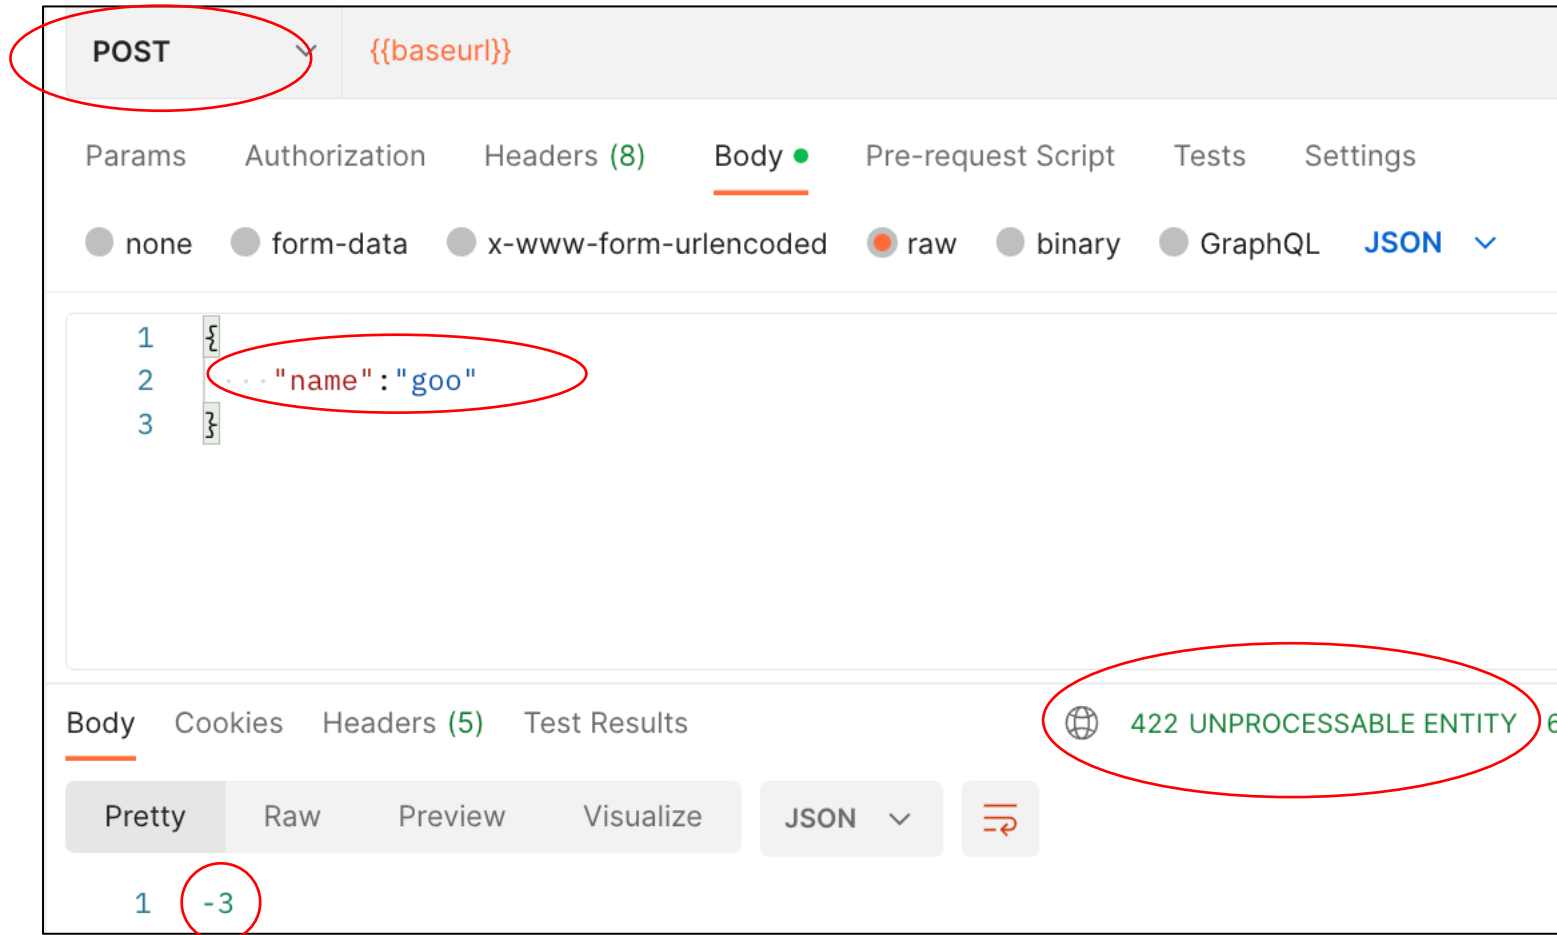 POST {{baseurl}}
Params Authorization Headers (8) Body Pre-request Script Tests Settings
none form-data x-www-form-urlencoded raw binary GraphQL JSON
1 {
2 "name":"goo"
3 }
Body Cookies Headers (5) Test Results 422 UNPROCESSABLE ENTITY
Pretty Raw Preview Visualize JSON
1 -3